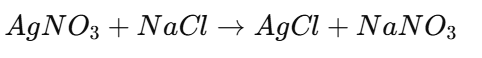 AgNO₃ + NaCl → AgCl + NaNO₃